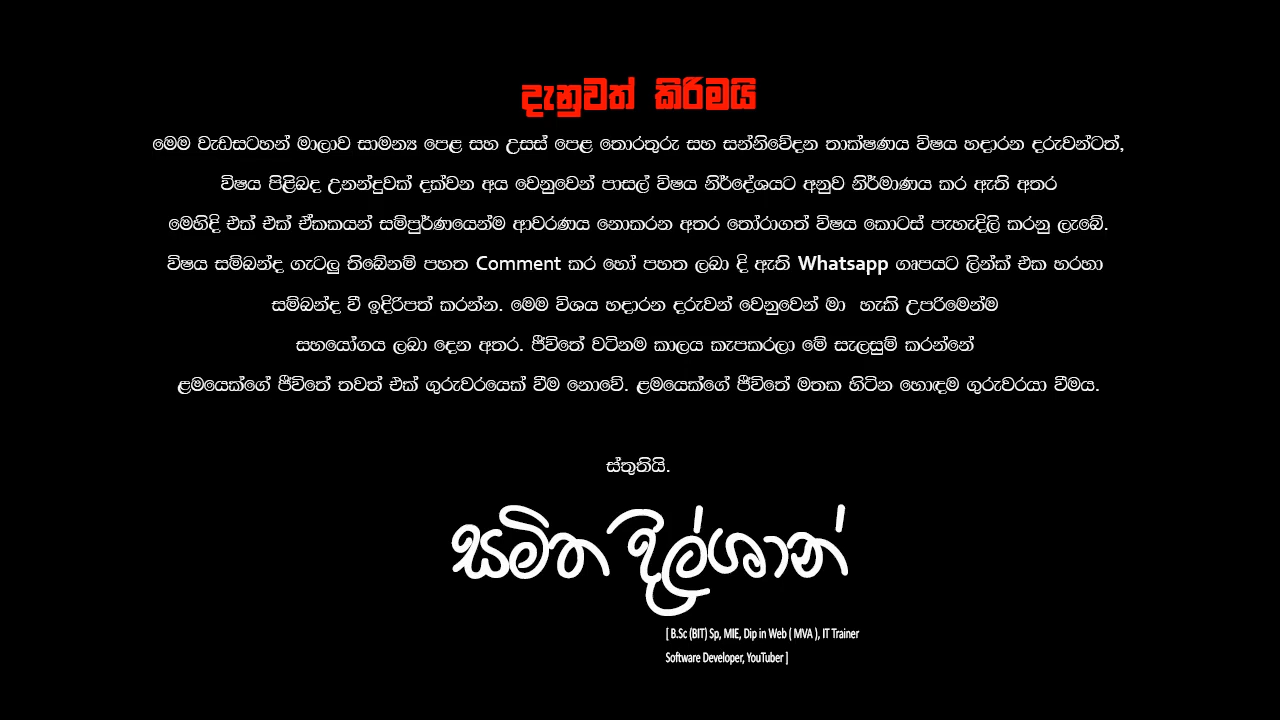 දැනුවත් කිරීමයි
මෙම වැඩසටහන් මාලාව සාමන්‍ය පෙළ සහ උසස් පෙළ තොරතුරු සහ සන්නිවේදන තාක්ෂණය විෂය හදාරන දරුවන්ටත්,
විෂය පිළිබද උනන්දුවක් දක්වන අය වෙනුවෙන් පාසල් විෂය නිර්දේශයට අනුව නිර්මාණය කර ඇති අතර
මෙහිදි එක් එක් ඒකකයන් සම්පුර්ණයෙන්ම ආවරණය නොකරන අතර තෝරාගත් විෂය කොටස් පැහැදිලි කරනු ලැබේ.
විෂය සම්බන්ද ගැටලු තිබේනම් පහත Comment කර හෝ පහත ලබා දි ඇති Whatsapp ගෘපයට ලින්ක් එක හරහා
සම්බන්ද වී ඉදිරිපත් කරන්න. මෙම විශය හදාරන දරුවන් වෙනුවෙන් මා හැකි උපරිමෙන්ම
සහයෝගය ලබා දෙන අතර. ජීවිතේ වටිනම කාලය කැපකරලා මේ සැලසුම් කරන්නේ
ළමයෙක්ගේ ජීවිතේ තවත් එක් ගුරුවරයෙක් වීම නොවේ. ළමයෙක්ගේ ජීවිතේ මතක හිටින හොඳම ගුරුවරයා වීමය.
ස්තුතියි.
සමිත දිල්ශාන්
[ B.Sc (BIT) Sp, MIE, Dip in Web ( MVA ), IT Trainer
Software Developer, YouTuber ]